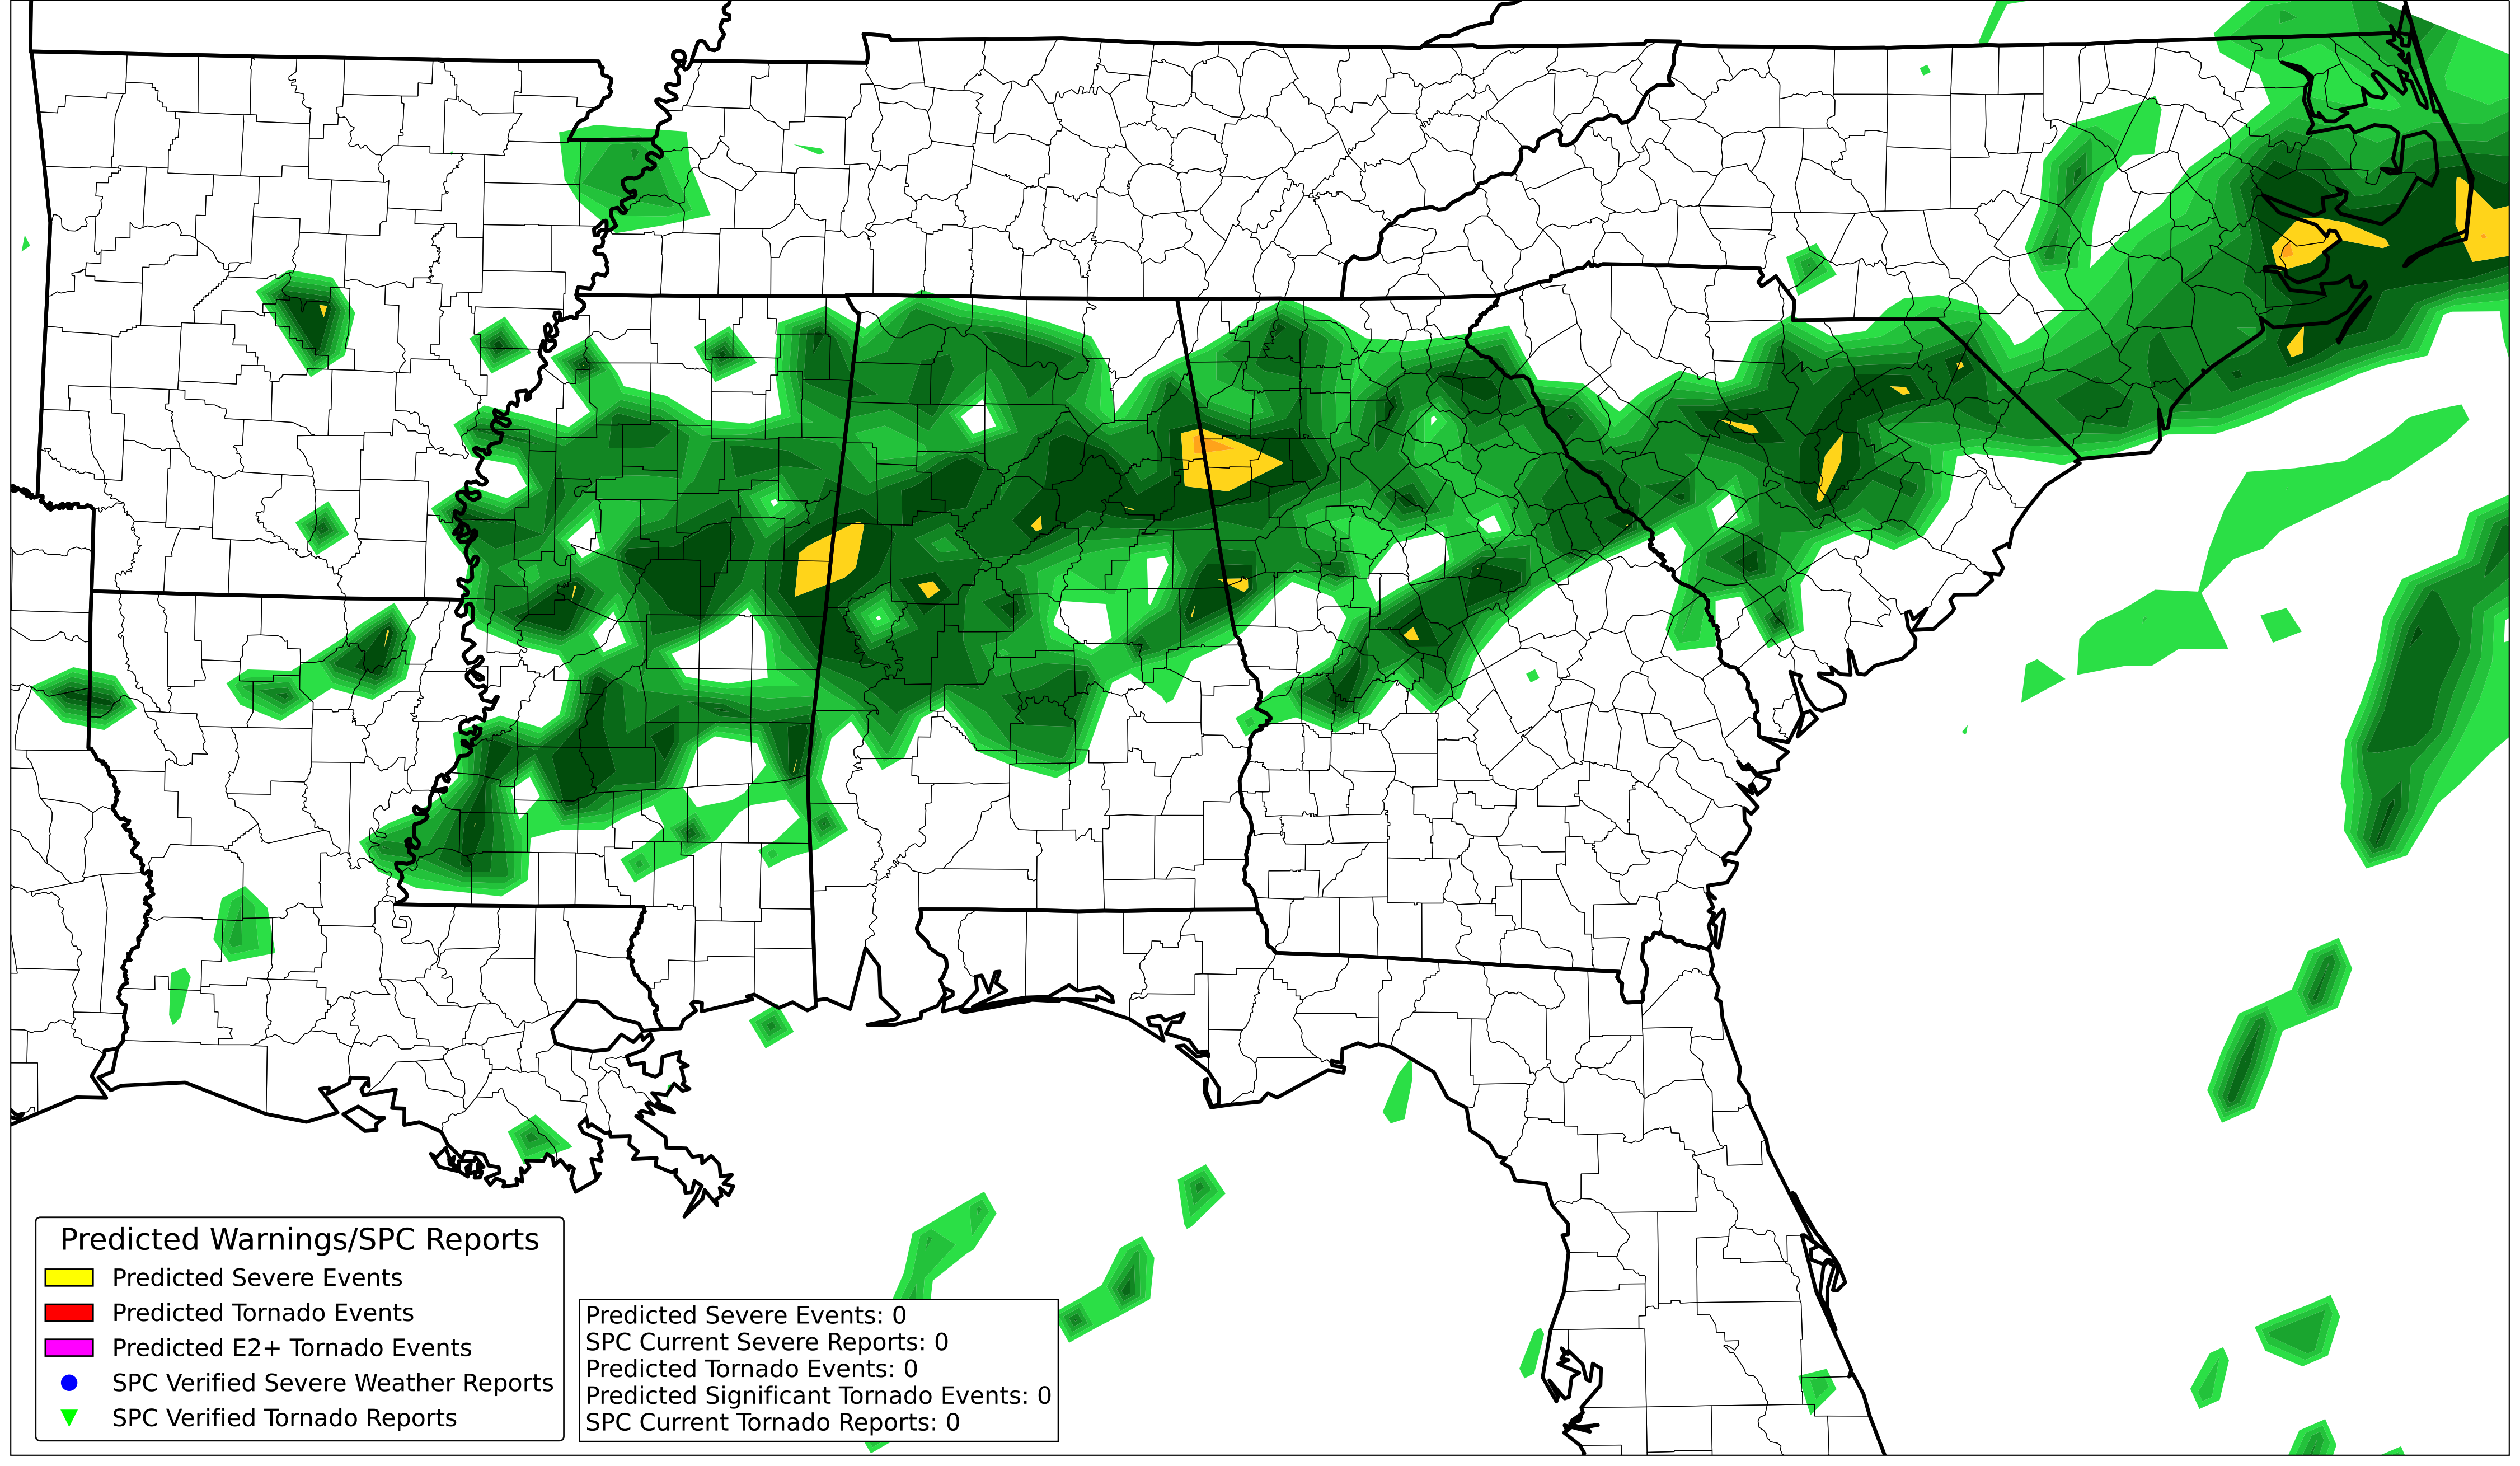 Predicted Warnings/SPC Reports
Predicted Severe Events
Predicted Tornado Events
Predicted E2+ Tornado Events
SPC Verified Severe Weather Reports
SPC Verified Tornado Reports
Predicted Severe Events: 0
SPC Current Severe Reports: 0
Predicted Tornado Events: 0
Predicted Significant Tornado Events: 0
SPC Current Tornado Reports: 0